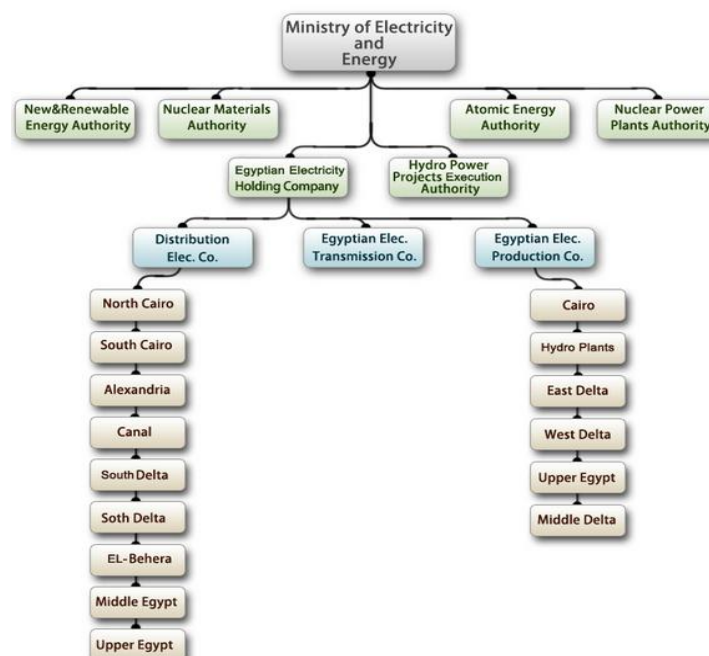 Ministry of Electricity
and
Energy
New&Renewable
Energy Authority
Nuclear Materials
Authority
Atomic Energy
Authority
Nuclear Power
Plants Authority
Egyptian Electricity
Holding Company
Hydro Power
Projects Execution
Authority
Distribution
Elec. Co.
Egyptian Elec.
Transmission Co.
Egyptian Elec.
Production Co.
North Cairo
South Cairo
Alexandria
Canal
South Delta
Soth Delta
EL-Behera
Middle Egypt
Upper Egypt
Cairo
Hydro Plants
East Delta
West Delta
Upper Egypt
Middle Delta